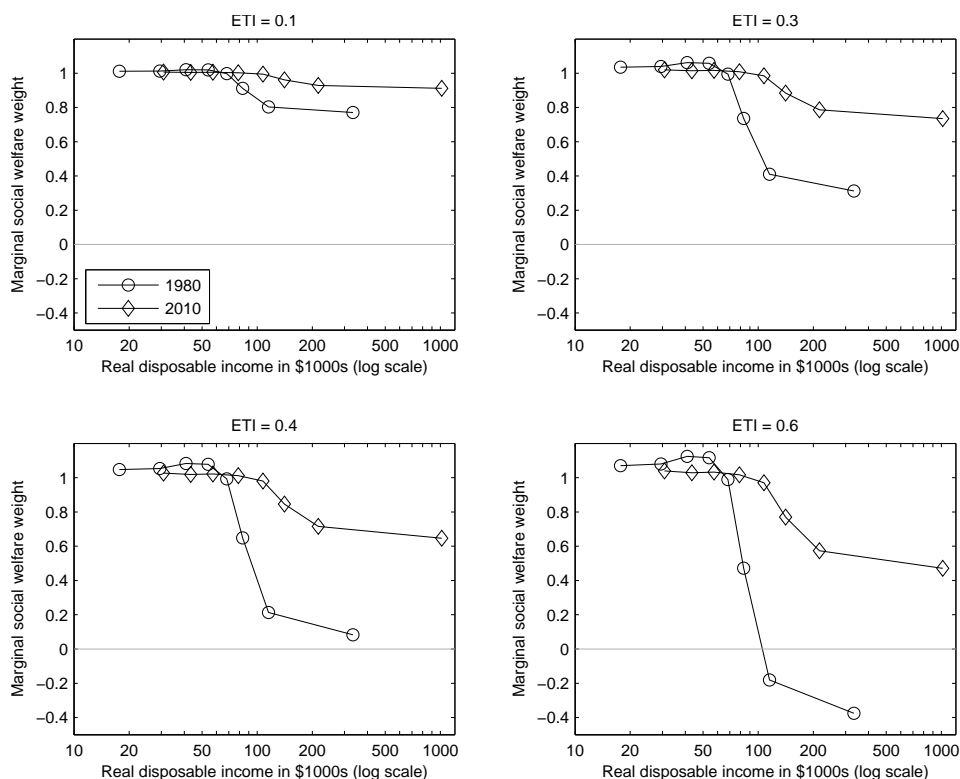 ETI = 0.1
1
0.8
0.6
0.4
0.2
0
−0.2
−0.4
Marginal social welfare weight
1980
2010
10 20 50 100 200 500 1000
Real disposable income in $1000s (log scale)
ETI = 0.3
1
0.8
0.6
0.4
0.2
0
−0.2
−0.4
Marginal social welfare weight
10 20 50 100 200 500 1000
Real disposable income in $1000s (log scale)
ETI = 0.4
1
0.8
0.6
0.4
0.2
0
−0.2
−0.4
Marginal social welfare weight
10 20 50 100 200 500 1000
Real disposable income in $1000s (log scale)
ETI = 0.6
1
0.8
0.6
0.4
0.2
0
−0.2
−0.4
Marginal social welfare weight
10 20 50 100 200 500 1000
Real disposable income in $1000s (log scale)